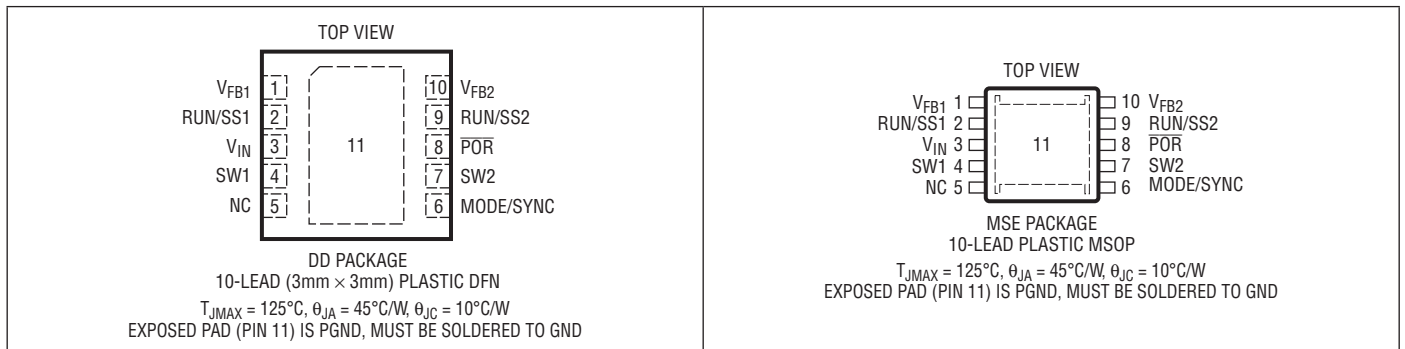 TOP VIEW
VFB1 1 10 VFB2
RUN/SS1 2 9 RUN/SS2
VIN 3 11 8 POR
SW1 4 7 SW2
NC 5 6 MODE/SYNC
DD PACKAGE
10-LEAD (3mm × 3mm) PLASTIC DFN
TJMAX = 125°C, θJA = 45°C/W, θJC = 10°C/W
EXPOSED PAD (PIN 11) IS PGND, MUST BE SOLDERED TO GND
TOP VIEW
VFB1 1 10 VFB2
RUN/SS1 2 9 RUN/SS2
VIN 3 11 8 POR
SW1 4 7 SW2
NC 5 6 MODE/SYNC
MSE PACKAGE
10-LEAD PLASTIC MSOP
TJMAX = 125°C, θJA = 45°C/W, θJC = 10°C/W
EXPOSED PAD (PIN 11) IS PGND, MUST BE SOLDERED TO GND